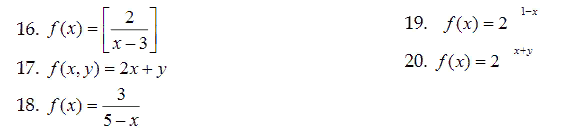 16. f(x) = [2/(x − 3)]
17. f(x, y) = 2x + y
18. f(x) = 3/(5 − x)
19. f(x) = 2^(1−x)
20. f(x) = 2^(x+y)